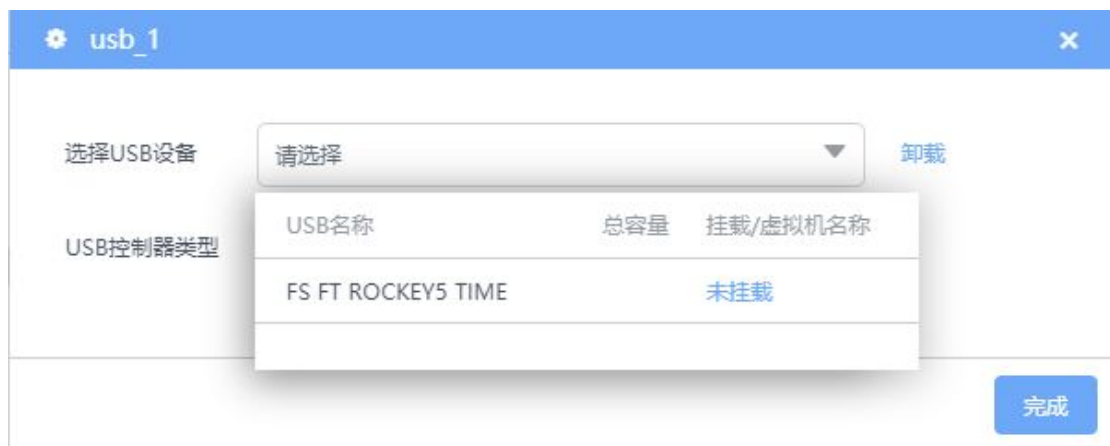 usb_1
选择USB设备 请选择 卸载
USB名称 总容量 挂载/虚拟机名称
USB控制器类型
FS FT ROCKEY5 TIME 未挂载
完成